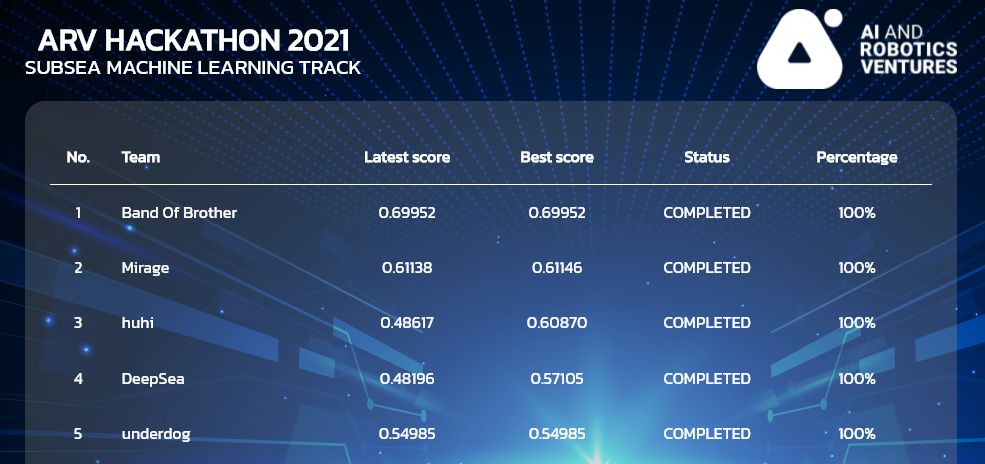 ARV HACKATHON 2021
SUBSEA MACHINE LEARNING TRACK
AI AND
ROBOTICS
VENTURES
No. Team Latest score Best score Status Percentage
1 Band Of Brother 0.69952 0.69952 COMPLETED 100%
2 Mirage 0.61138 0.61146 COMPLETED 100%
3 huhi 0.48617 0.60870 COMPLETED 100%
4 DeepSea 0.48196 0.57105 COMPLETED 100%
5 underdog 0.54985 0.54985 COMPLETED 100%